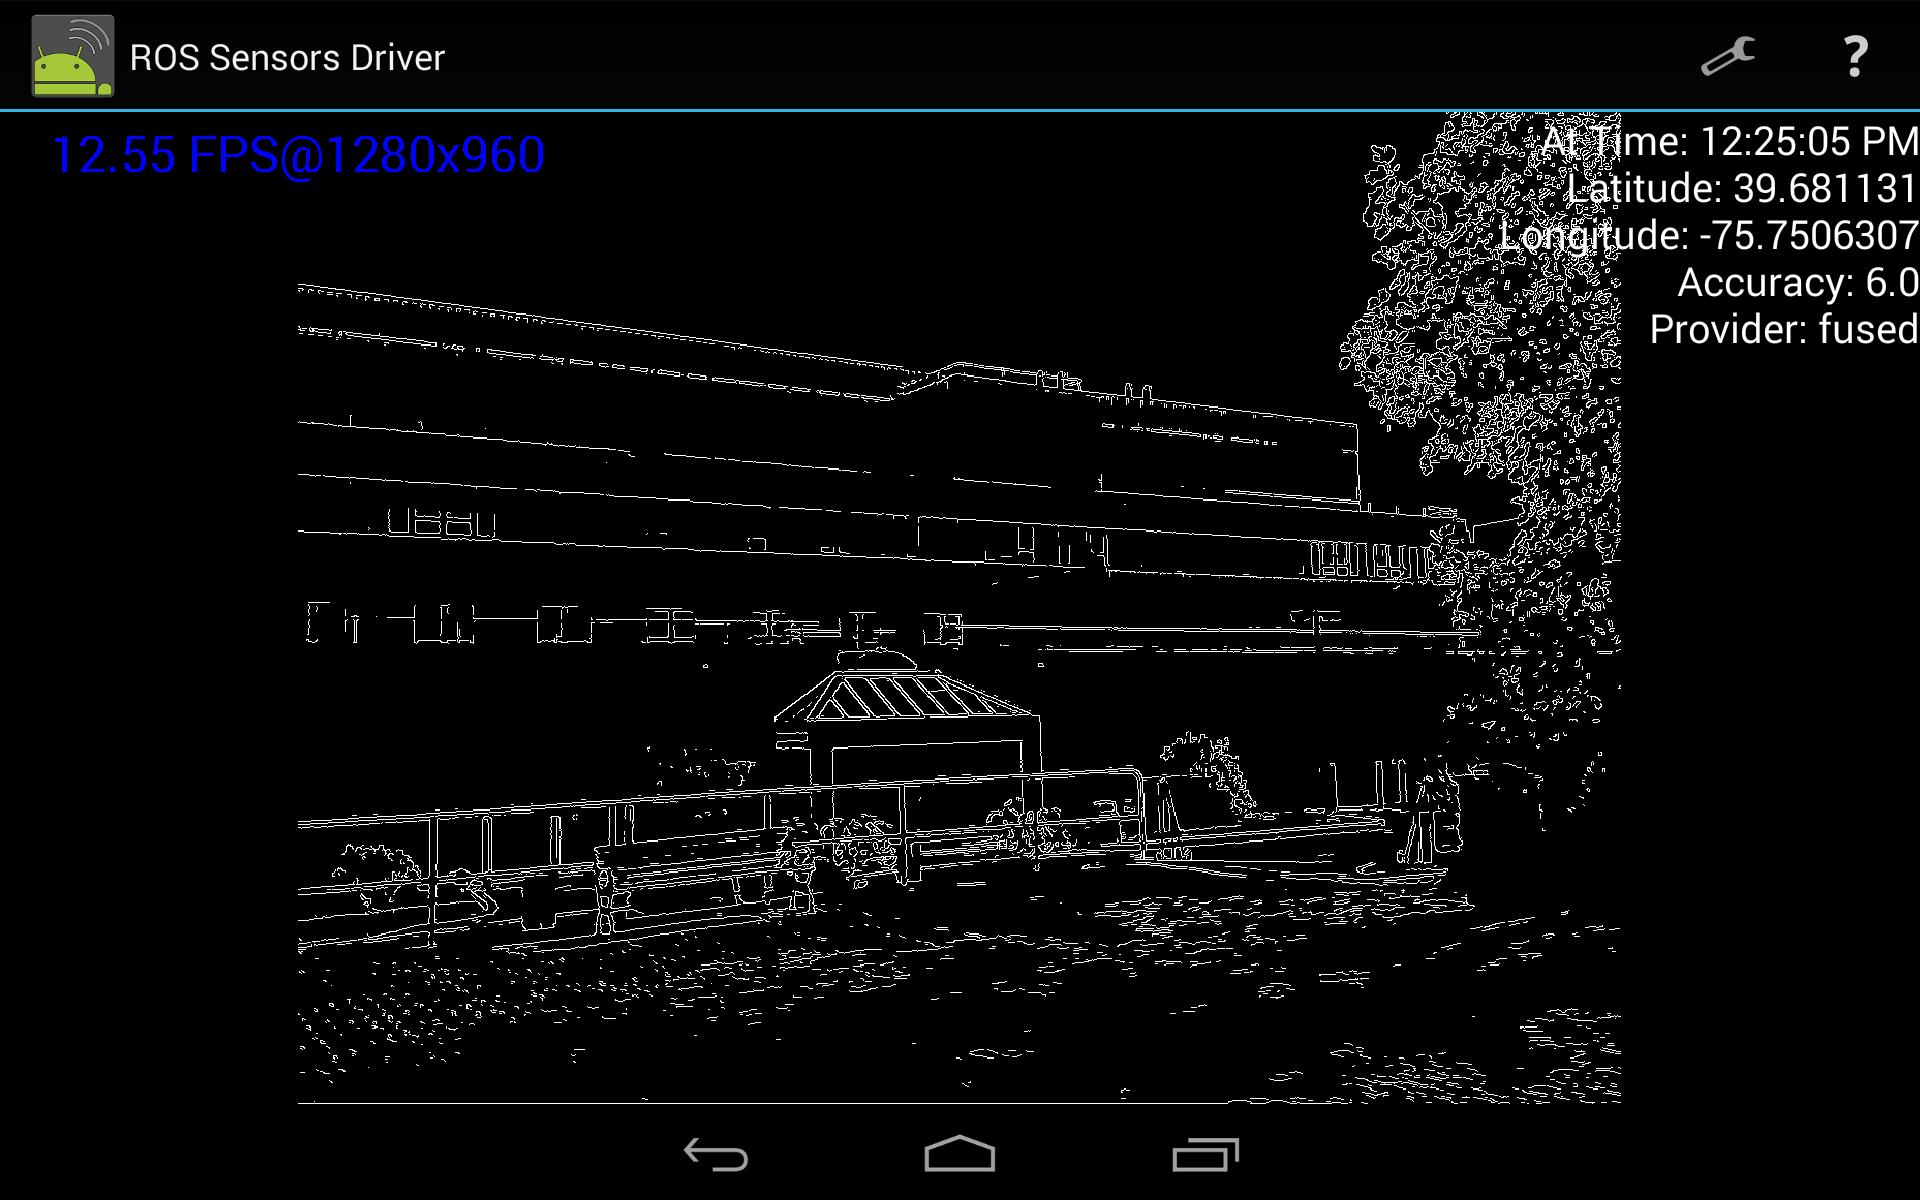 ROS Sensors Driver
12.55 FPS@1280x960
At Time: 12:25:05 PM
Latitude: 39.681131
Longitude: -75.7506307
Accuracy: 6.0
Provider: fused